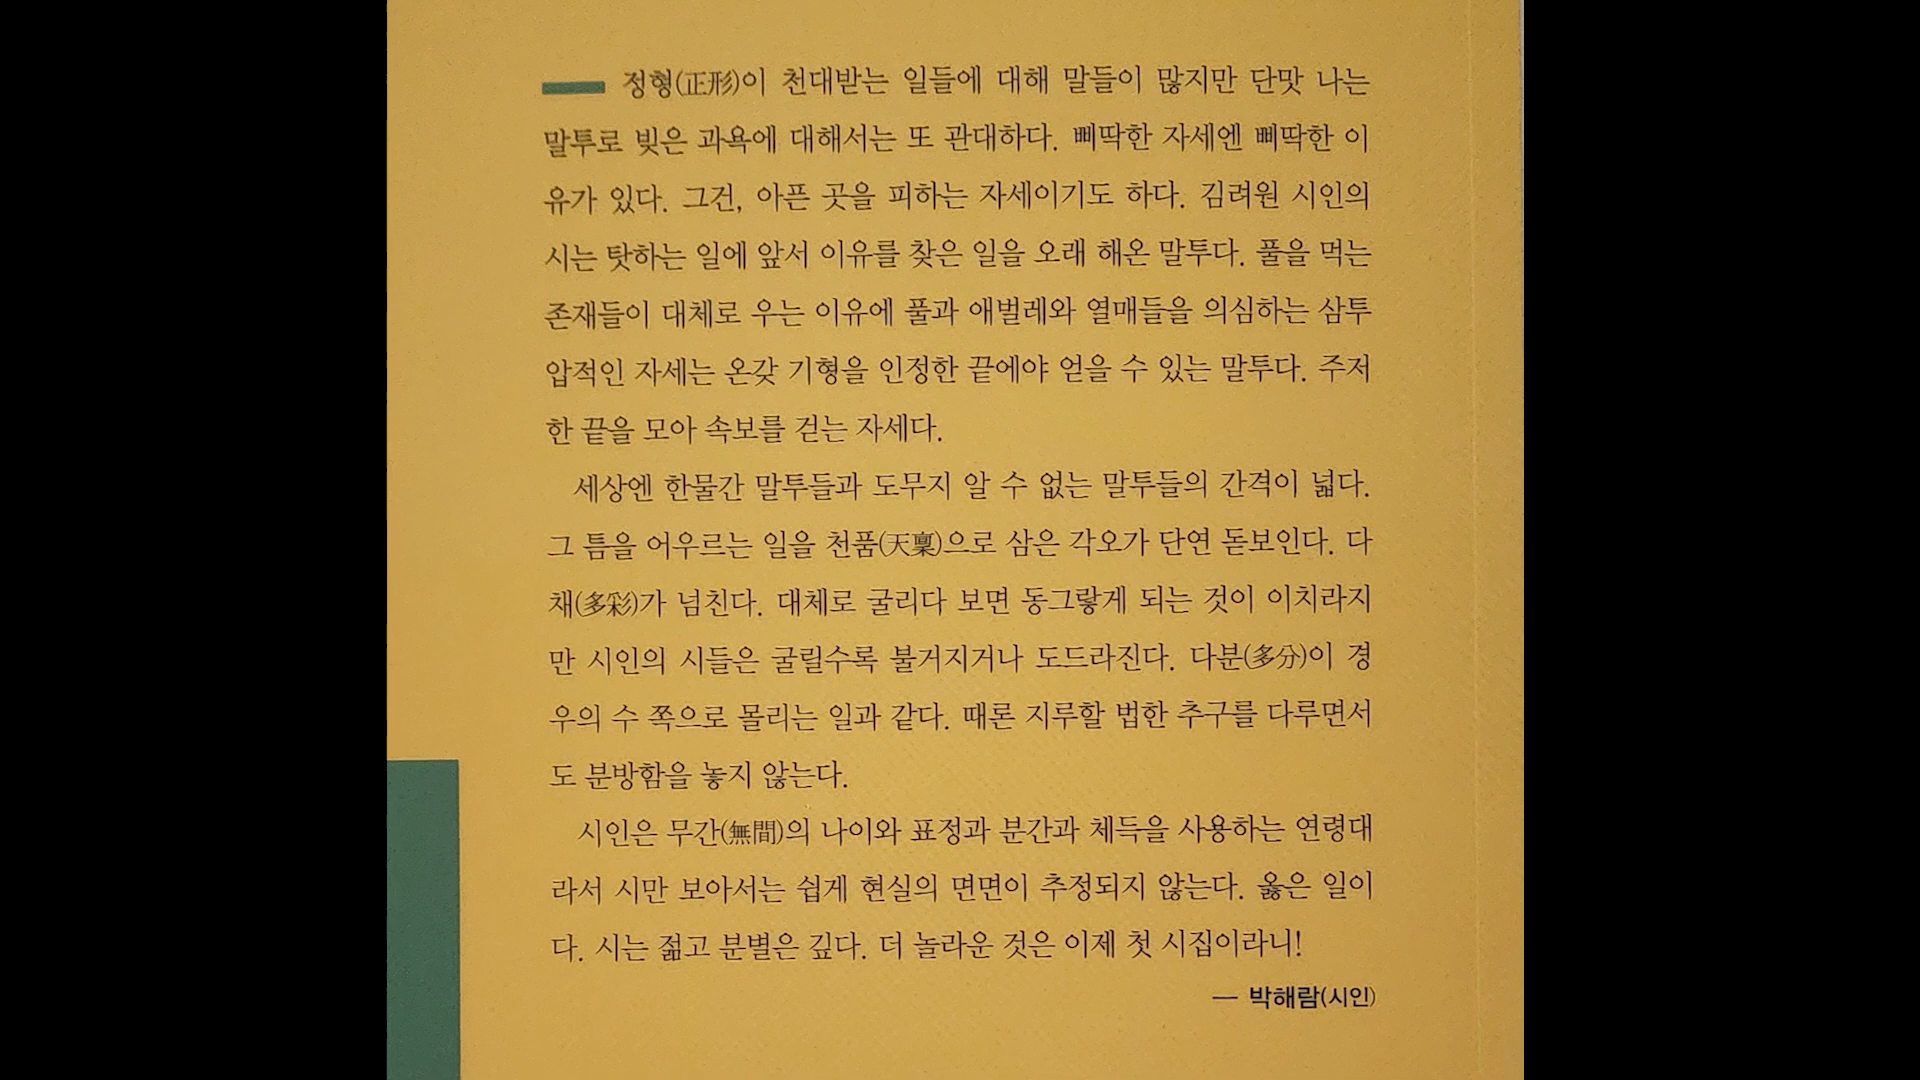 정형(正形)이 천대받는 일들에 대해 말들이 많지만 단맛 나는
말투로 빚은 과욕에 대해서는 또 관대하다. 삐딱한 자세엔 삐딱한 이
유가 있다. 그건, 아픈 곳을 피하는 자세이기도 하다. 김려원 시인의
시는 탓하는 일에 앞서 이유를 찾은 일을 오래 해온 말투다. 풀을 먹는
존재들이 대체로 우는 이유에 풀과 애벌레와 열매들을 의심하는 삼투
압적인 자세는 온갖 기형을 인정한 끝에야 얻을 수 있는 말투다. 주저
한 끝을 모아 속보를 걷는 자세다.
세상엔 한물간 말투들과 도무지 알 수 없는 말투들의 간격이 넓다.
그 틈을 어우르는 일을 천품(天稟)으로 삼은 각오가 단연 돋보인다. 다
채(多彩)가 넘친다. 대체로 굴리다 보면 동그랗게 되는 것이 이치라지
만 시인의 시들은 굴릴수록 불거지거나 도드라진다. 다분(多分)이 경
우의 수 쪽으로 몰리는 일과 같다. 때론 지루할 법한 추구를 다루면서
도 분방함을 놓지 않는다.
시인은 무간(無間)의 나이와 표정과 분간과 체득을 사용하는 연령대
라서 시만 보아서는 쉽게 현실의 면면이 추정되지 않는다. 옳은 일이
다. 시는 젊고 분별은 깊다. 더 놀라운 것은 이제 첫 시집이라니!
— 박해람(시인)